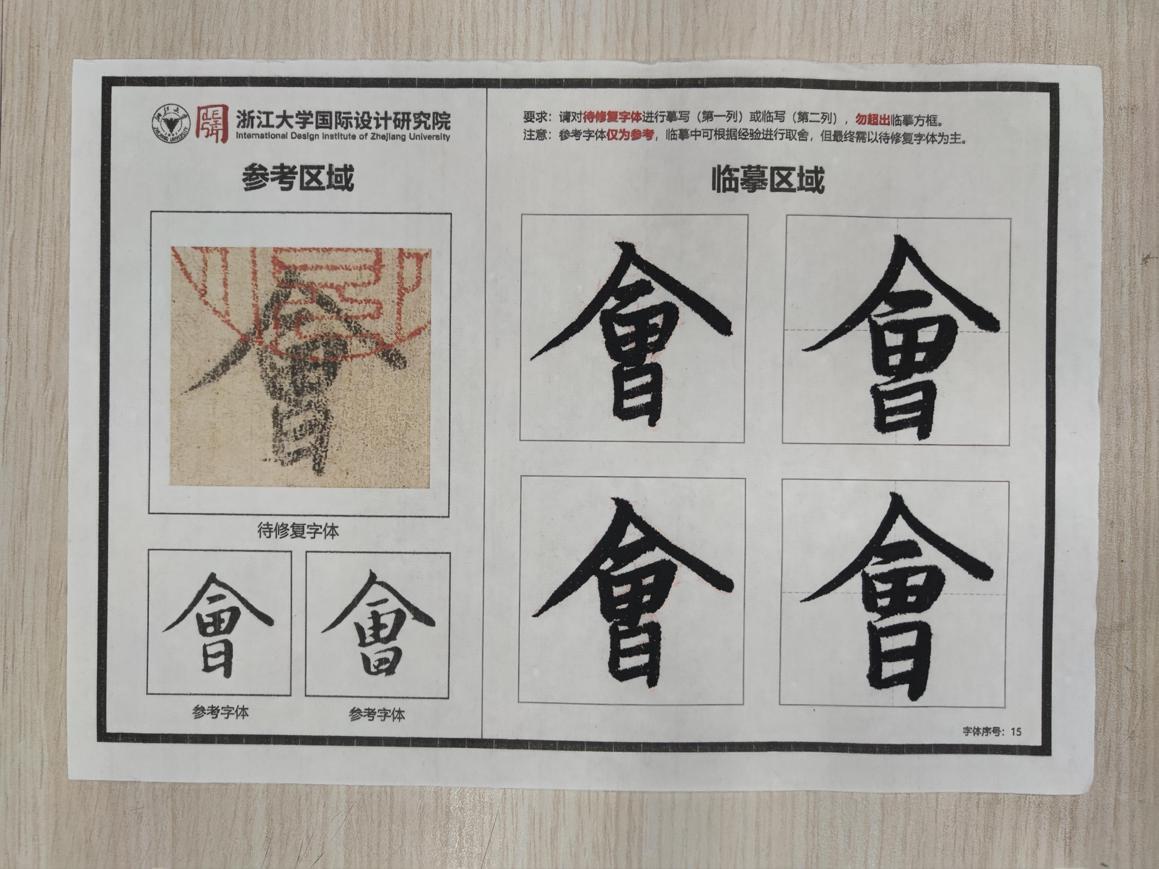 浙江大学国际设计研究院
International Design Institute of Zhejiang University
参考区域
會
待修复字体
會
會
参考字体
参考字体
要求：请对待修复字体进行摹写（第一列）或临写（第二列），勿超出临摹方框。
注意：参考字体仅为参考，临摹中可根据经验进行取舍，但最终需以待修复字体为主。
临摹区域
會
會
會
會
字体序号：15